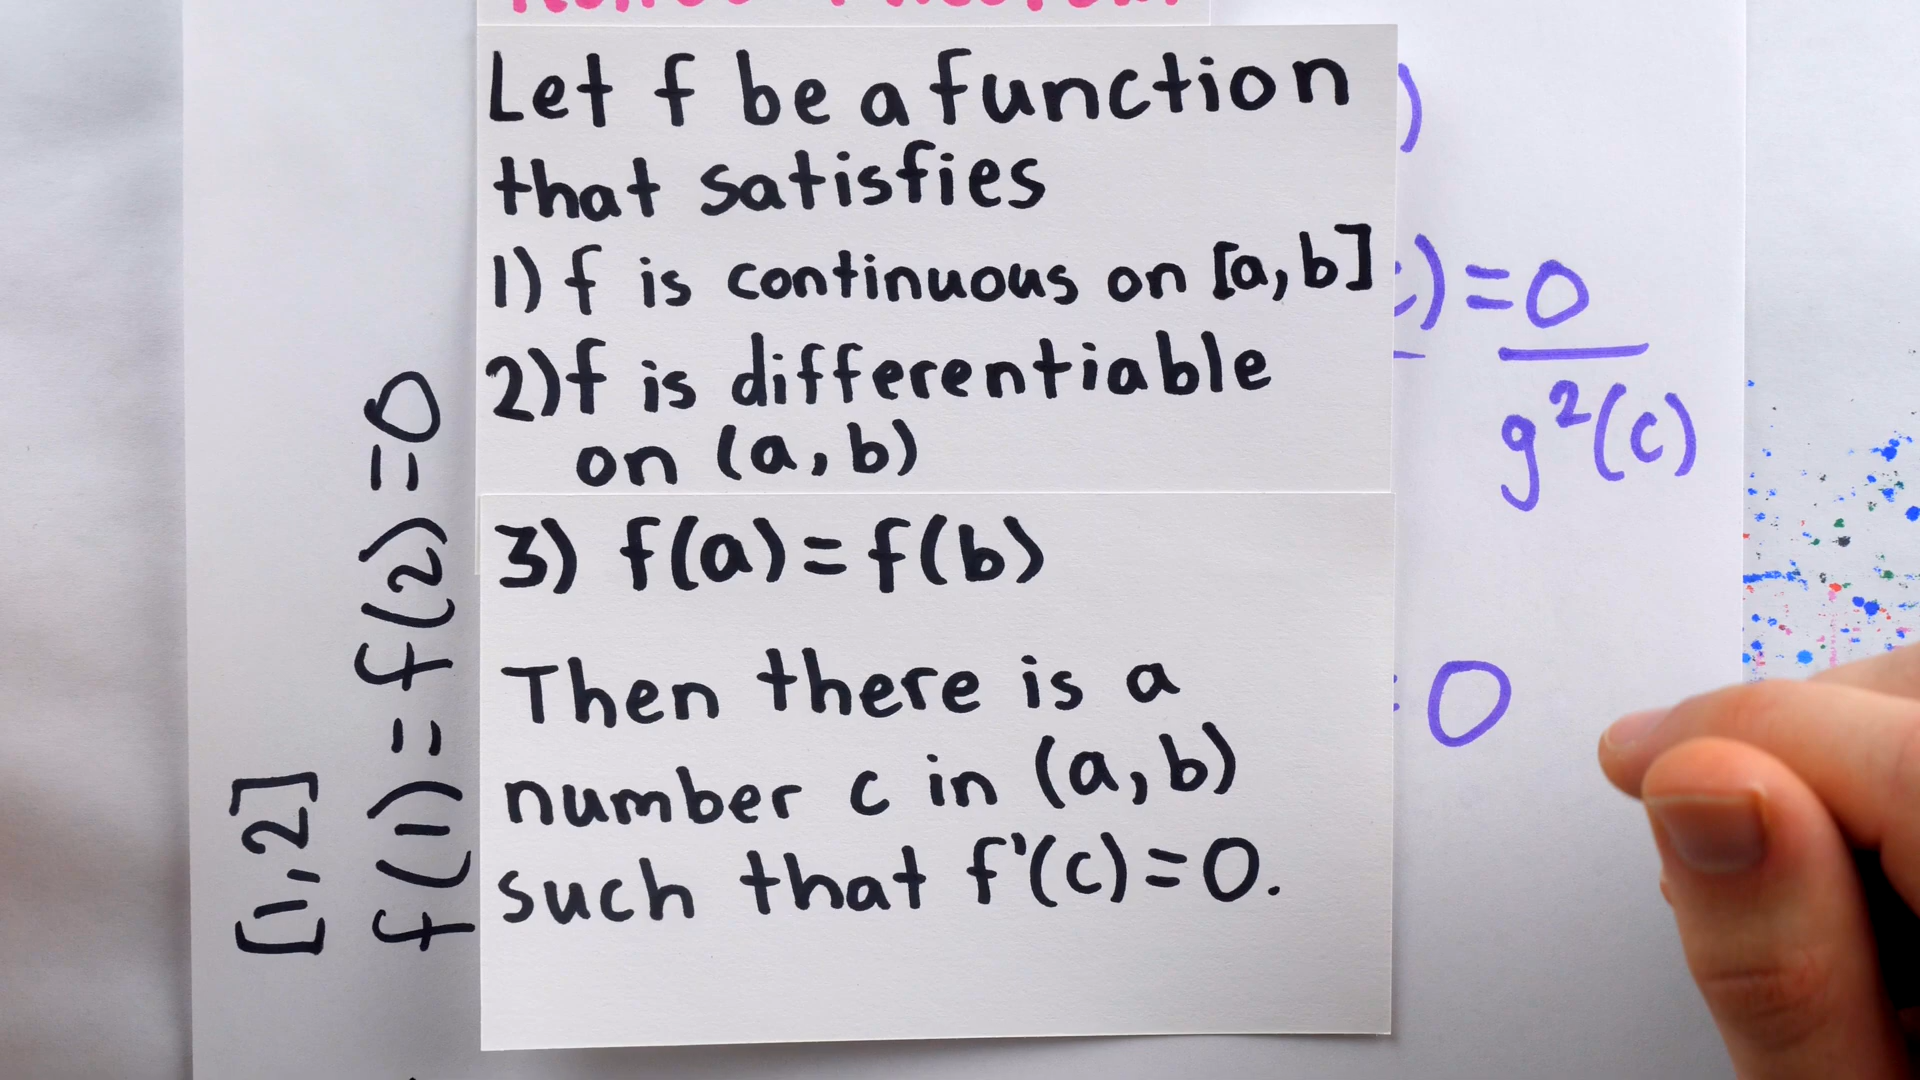 Theorem
Let f be a function
that satisfies
1) f is continuous on [a,b]
2) f is differentiable
on (a,b)
3) f(a)=f(b)
Then there is a
number c in (a,b)
such that f'(c)=0.
[1,2]
f(1)=f(2)=0
)
)=0
g²(c)
0